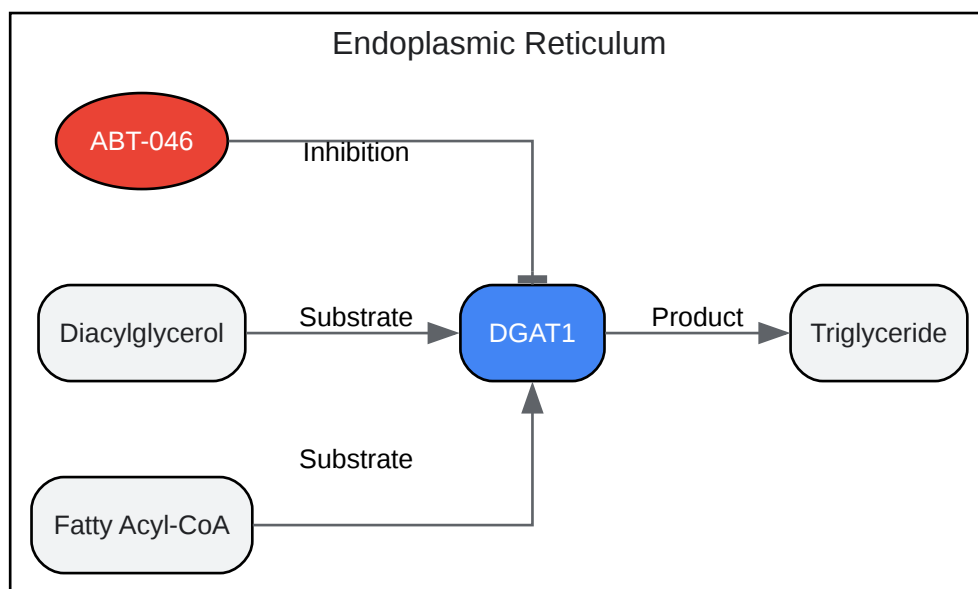 Endoplasmic Reticulum
ABT-046
Inhibition
Diacylglycerol
Substrate
DGAT1
Product
Triglyceride
Substrate
Fatty Acyl-CoA